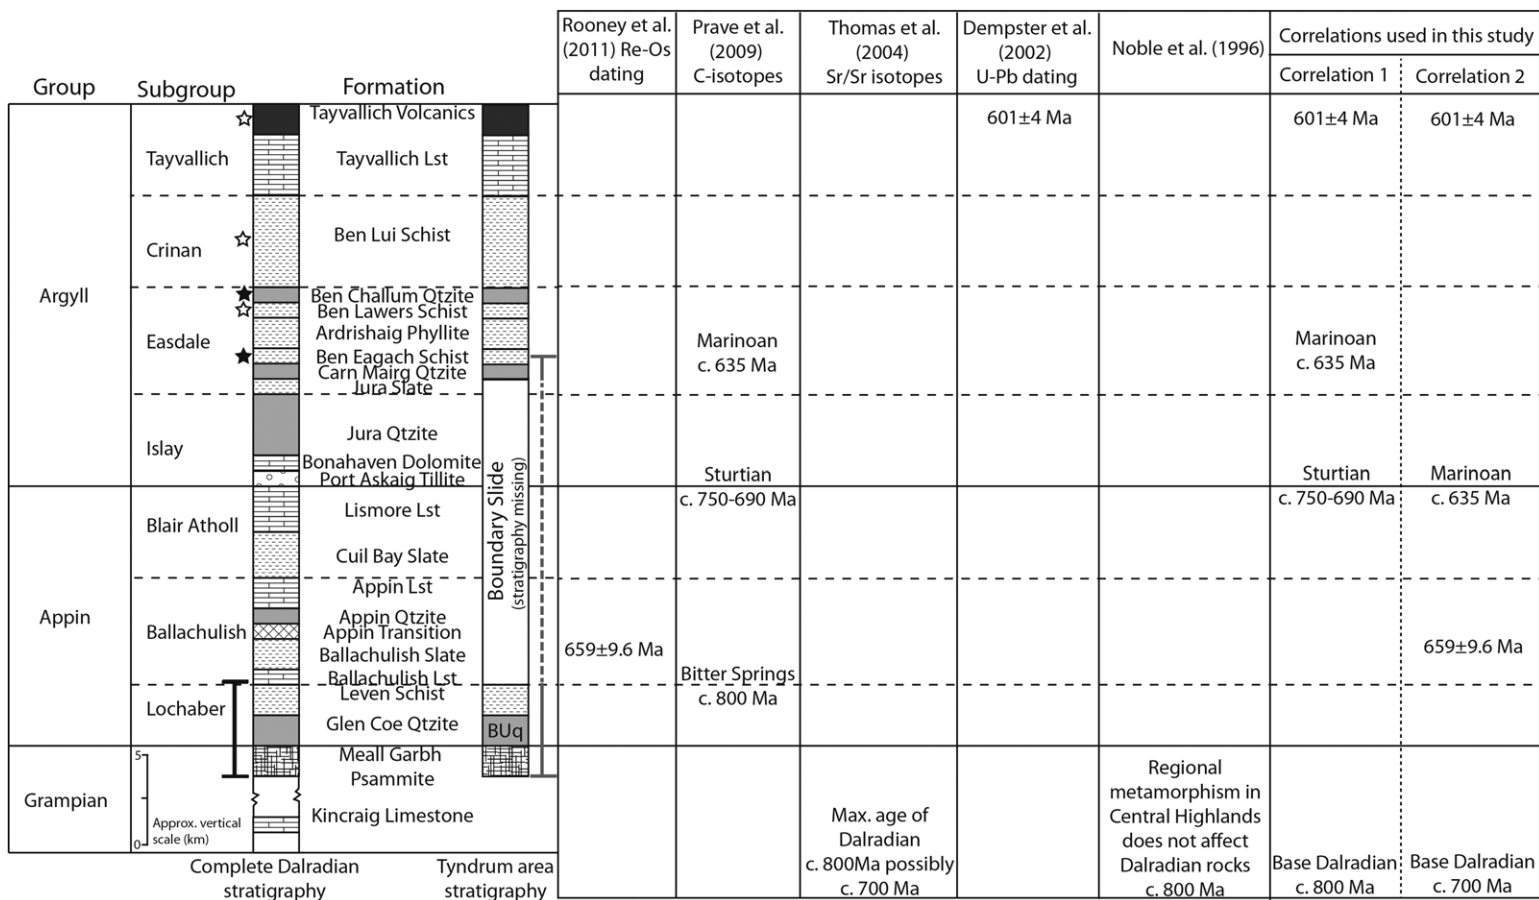 Rooney et al.
(2011) Re-Os
dating
Prave et al.
(2009)
C-isotopes
Thomas et al.
(2004)
Sr/Sr isotopes
Dempster et al.
(2002)
U-Pb dating
Noble et al. (1996)
Correlations used in this study
Correlation 1
Correlation 2
Group
Subgroup
Formation
Tayvallich Volcanics
601±4 Ma
601±4 Ma
601±4 Ma
Tayvallich
Tayvallich Lst
Crinan
Ben Lui Schist
Argyll
Ben Challum Qtzite
Ben Lawers Schist
Ardrishaig Phyllite
Easdale
Ben Eagach Schist
Carn Mairg Qtzite
Jura Slate
Marinoan
c. 635 Ma
Marinoan
c. 635 Ma
Islay
Jura Qtzite
Bonahaven Dolomite
Port Askaig Tillite
Sturtian
c. 750-690 Ma
Sturtian
c. 750-690 Ma
Marinoan
c. 635 Ma
Blair Atholl
Lismore Lst
Cuil Bay Slate
Boundary Slide
(stratigraphy missing)
Appin
Appin Lst
Appin Qtzite
Ballachulish
Appin Transition
Ballachulish Slate
Ballachulish Lst
659±9.6 Ma
659±9.6 Ma
Bitter Springs
c. 800 Ma
Lochaber
Leven Schist
Glen Coe Qtzite
BUq
Meall Garbh
Psammite
Grampian
5
0
Approx. vertical
scale (km)
Kincraig Limestone
Max. age of
Dalradian
c. 800Ma possibly
c. 700 Ma
Regional
metamorphism in
Central Highlands
does not affect
Dalradian rocks
c. 800 Ma
Base Dalradian
c. 800 Ma
Base Dalradian
c. 700 Ma
Complete Dalradian
stratigraphy
Tyndrum area
stratigraphy